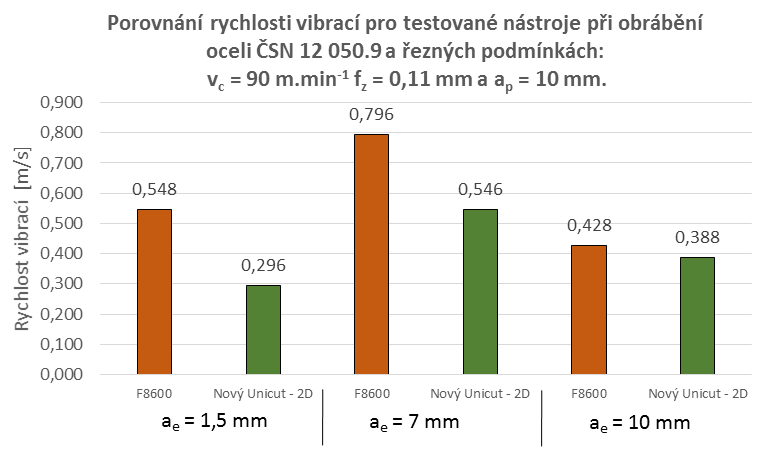 Porovnání rychlosti vibrací pro testované nástroje při obrábění
oceli ČSN 12 050.9 a řezných podmínkách:
vc = 90 m.min-1 fz = 0,11 mm a ap = 10 mm.
Rychlost vibrací [m/s]
0,900
0,800
0,700
0,600
0,500
0,400
0,300
0,200
0,100
0,000
0,548
0,296
0,796
0,546
0,428
0,388
F8600
Nový Unicut - 2D
F8600
Nový Unicut - 2D
F8600
Nový Unicut - 2D
ae = 1,5 mm
ae = 7 mm
ae = 10 mm